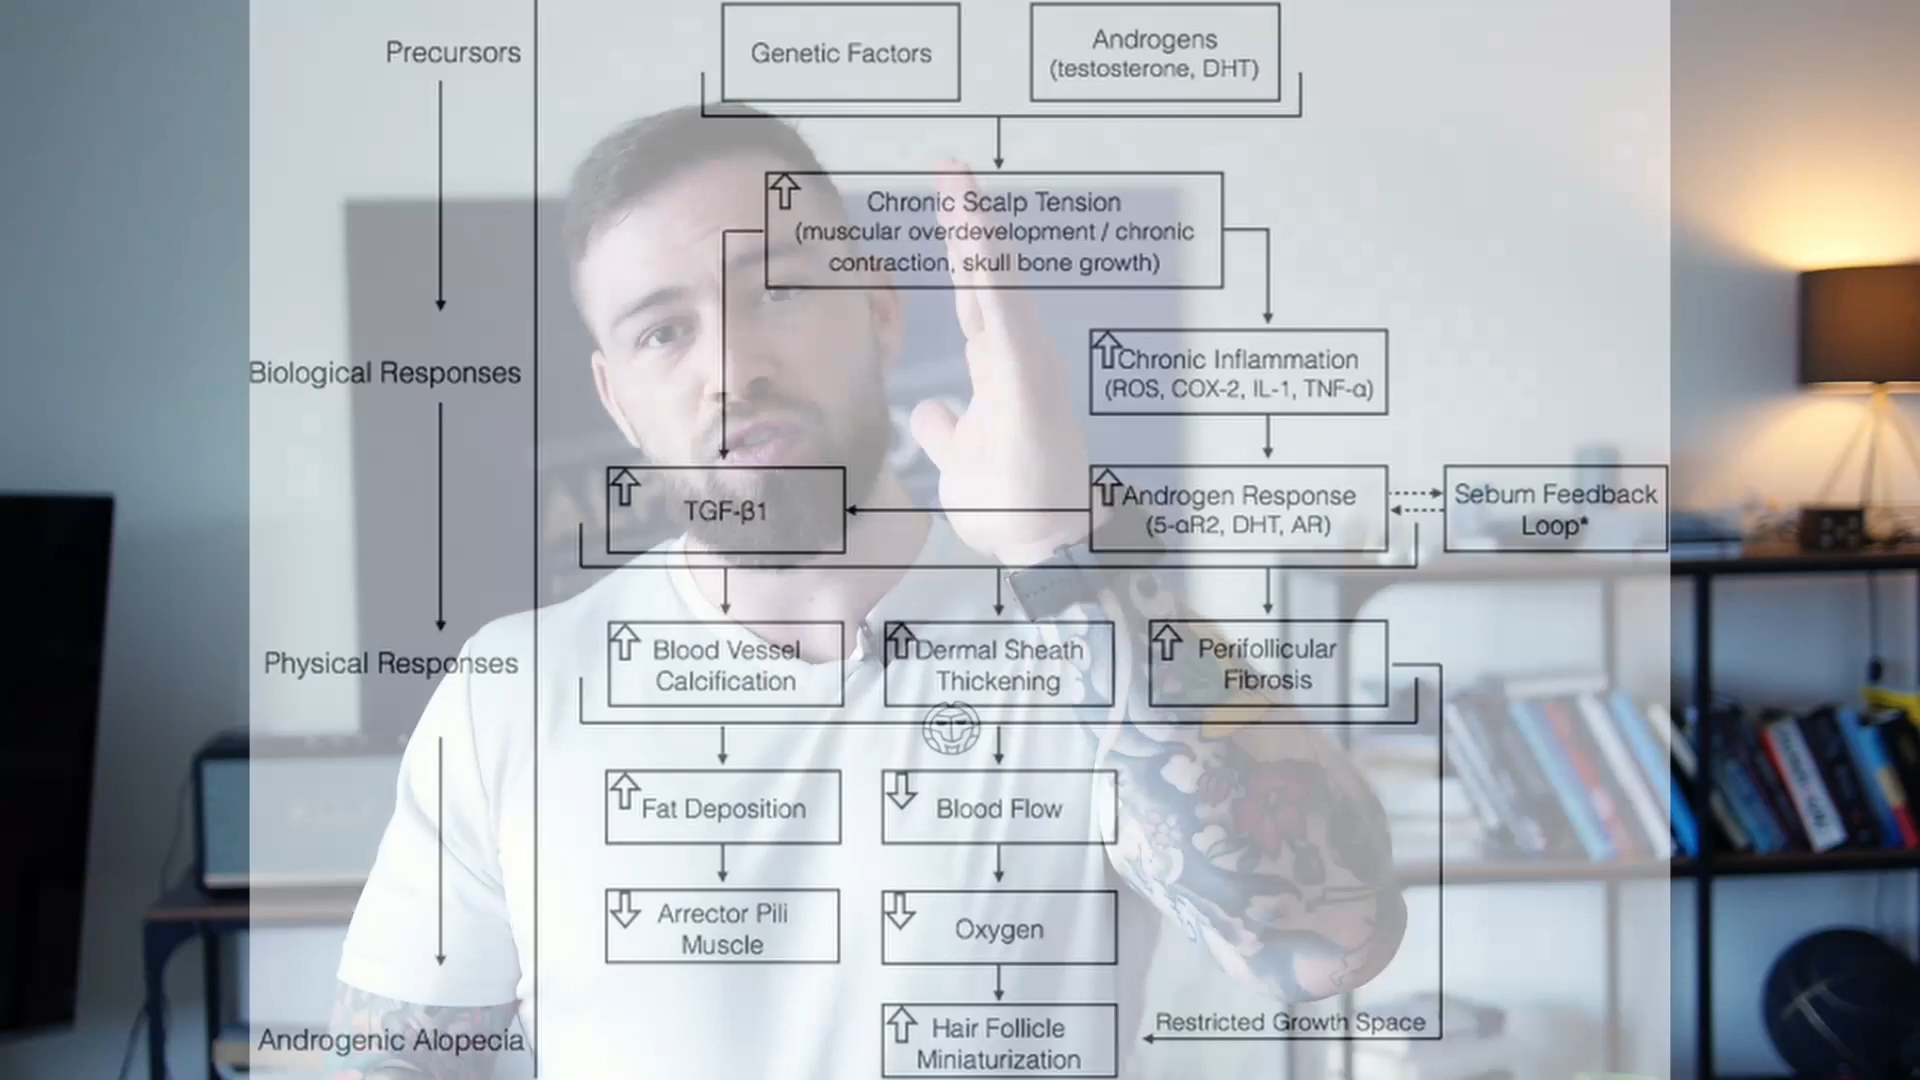 Precursors
Genetic Factors
Androgens
(testosterone, DHT)
Chronic Scalp Tension
(muscular overdevelopment / chronic
contraction, skull bone growth)
Biological Responses
Chronic Inflammation
(ROS, COX-2, IL-1, TNF-α)
TGF-β1
Androgen Response
(5-αR2, DHT, AR)
Sebum Feedback
Loop*
Physical Responses
Blood Vessel
Calcification
Dermal Sheath
Thickening
Perifollicular
Fibrosis
Fat Deposition
Blood Flow
Arrector Pili
Muscle
Oxygen
Androgenic Alopecia
Hair Follicle
Miniaturization
Restricted Growth Space